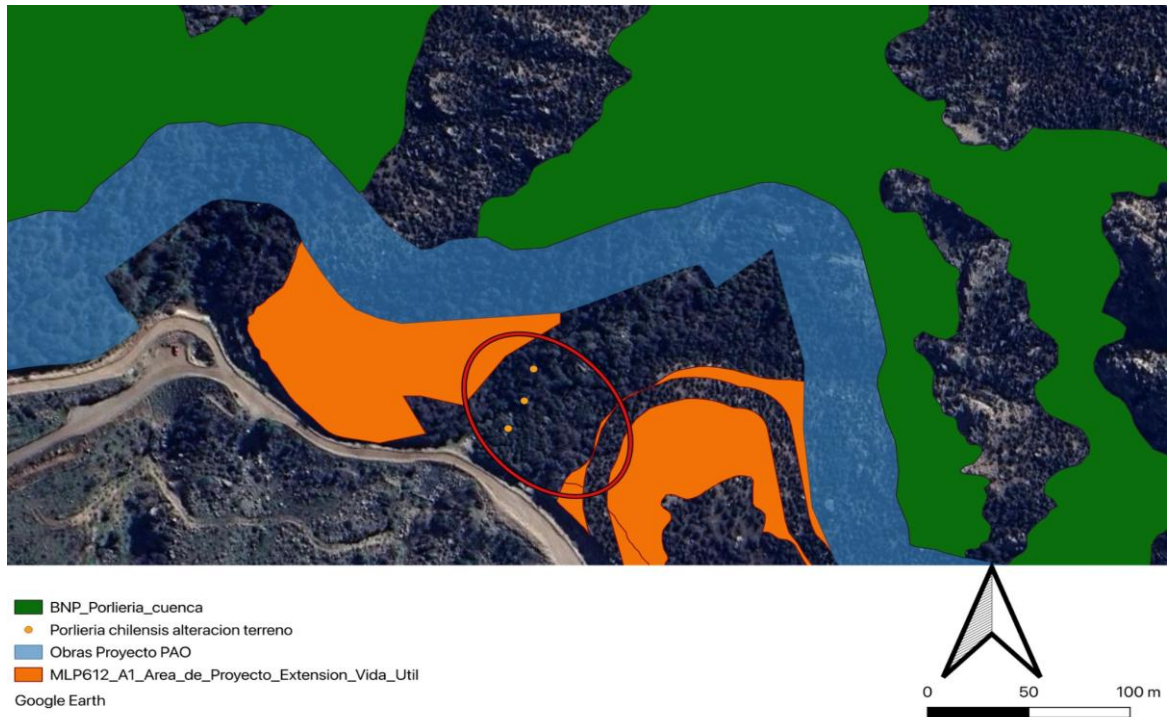 BNP_Porlieria_cuenca
Porlieria chilensis alteracion terreno
Obras Proyecto PAO
MLP612_A1_Area_de_Proyecto_Extension_Vida_Util
Google Earth
0 50 100 m